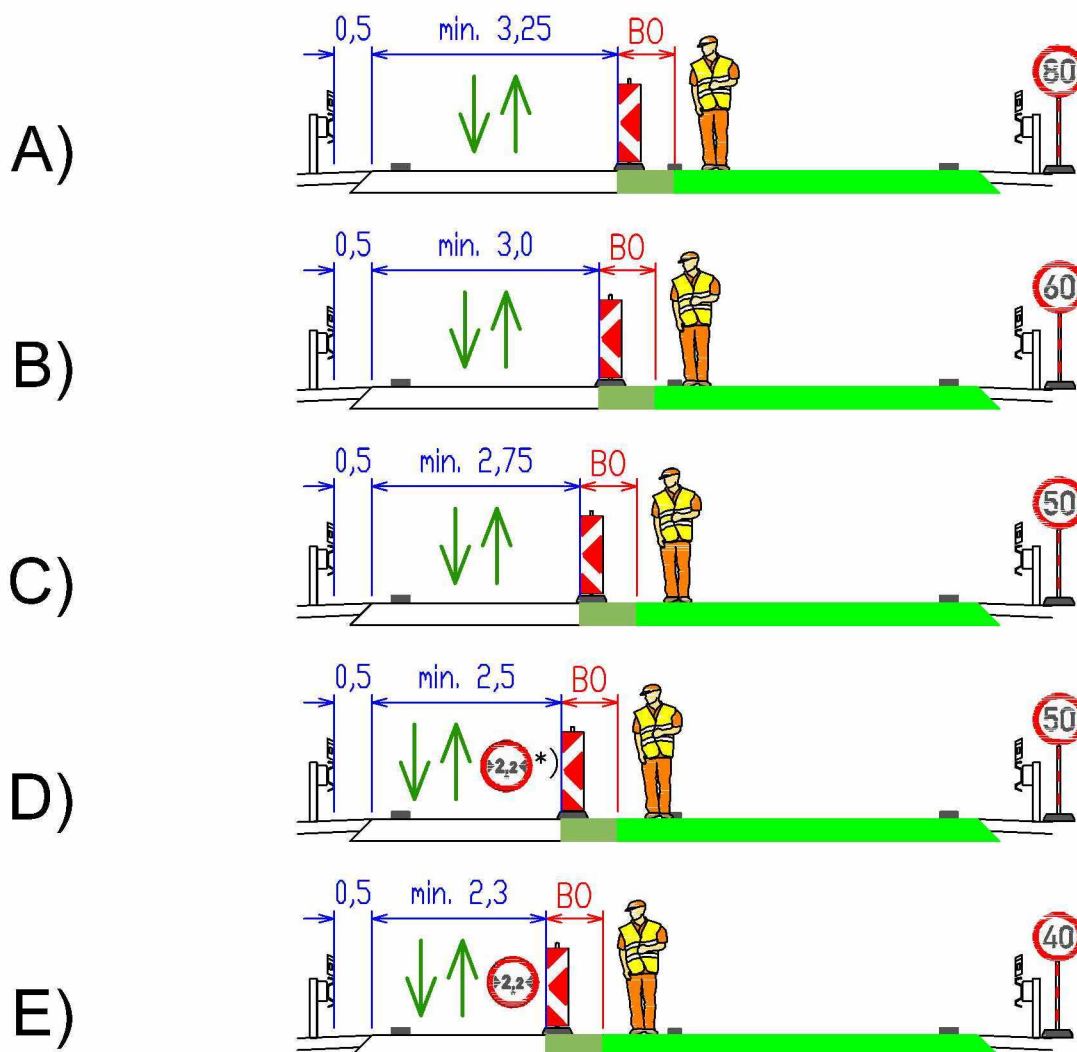 A) 0,5 min. 3,25 BO 80
B) 0,5 min. 3,0 BO 60
C) 0,5 min. 2,75 BO 50
D) 0,5 min. 2,5 BO 2,2 *) 50
E) 0,5 min. 2,3 BO 2,2 40